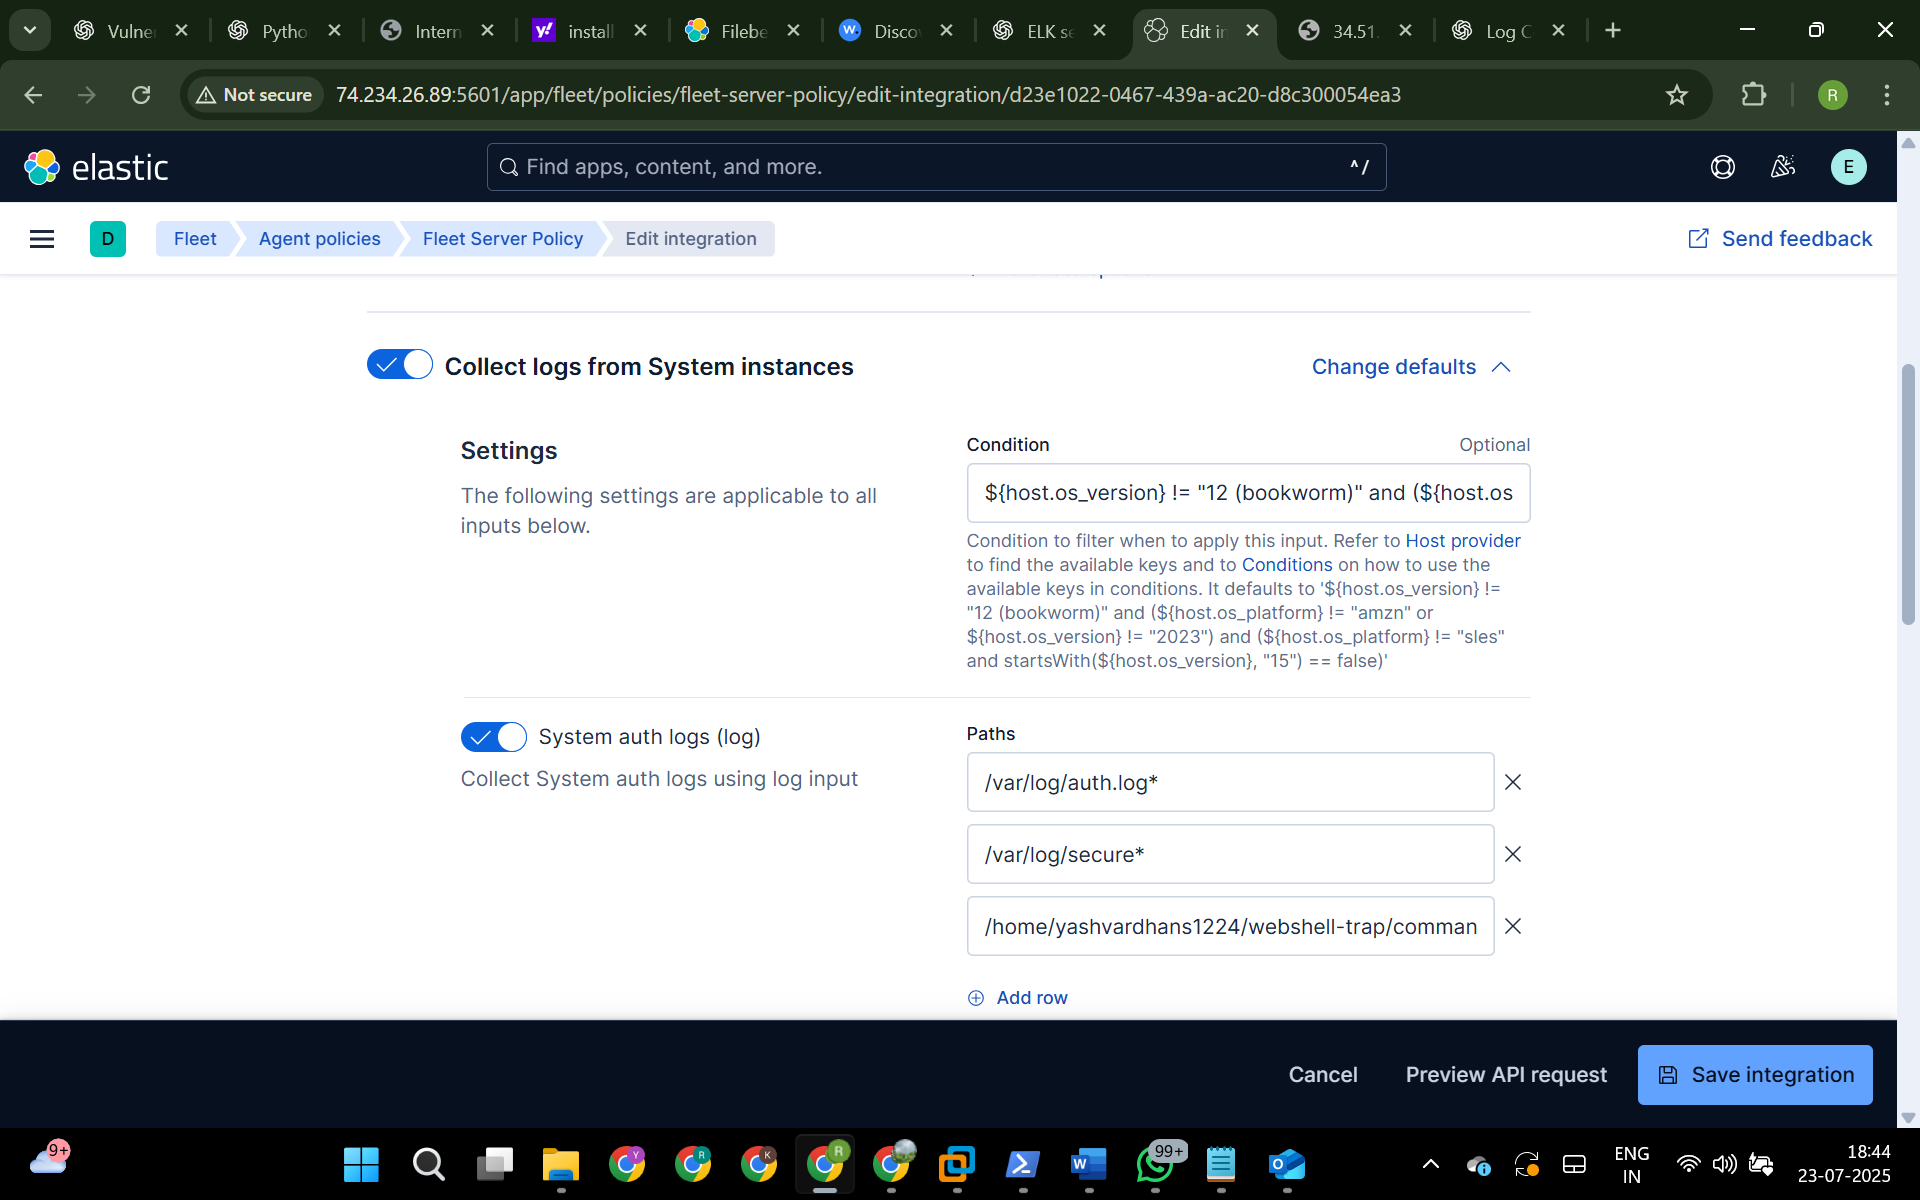 Vulne
Pytho
Intern
install
Filebe
Disco
ELK se
Edit in
34.51.
Log C
Not secure
74.234.26.89:5601/app/fleet/policies/fleet-server-policy/edit-integration/d23e1022-0467-439a-ac20-d8c300054ea3
R
elastic
Find apps, content, and more.
^ /
E
D
Fleet
Agent policies
Fleet Server Policy
Edit integration
Send feedback
Collect logs from System instances
Change defaults
Settings
The following settings are applicable to all
inputs below.
Condition
Optional
${host.os_version} != "12 (bookworm)" and (${host.os
Condition to filter when to apply this input. Refer to Host provider
to find the available keys and to Conditions on how to use the
available keys in conditions. It defaults to '${host.os_version} !=
"12 (bookworm)" and (${host.os_platform} != "amzn" or
${host.os_version} != "2023") and (${host.os_platform} != "sles"
and startsWith(${host.os_version}, "15") == false)'
System auth logs (log)
Collect System auth logs using log input
Paths
/var/log/auth.log*
/var/log/secure*
/home/yashvardhans1224/webshell-trap/comman
Add row
Cancel
Preview API request
Save integration
9+
Y
R
K
R
W
99+
ENG
IN
18:44
23-07-2025